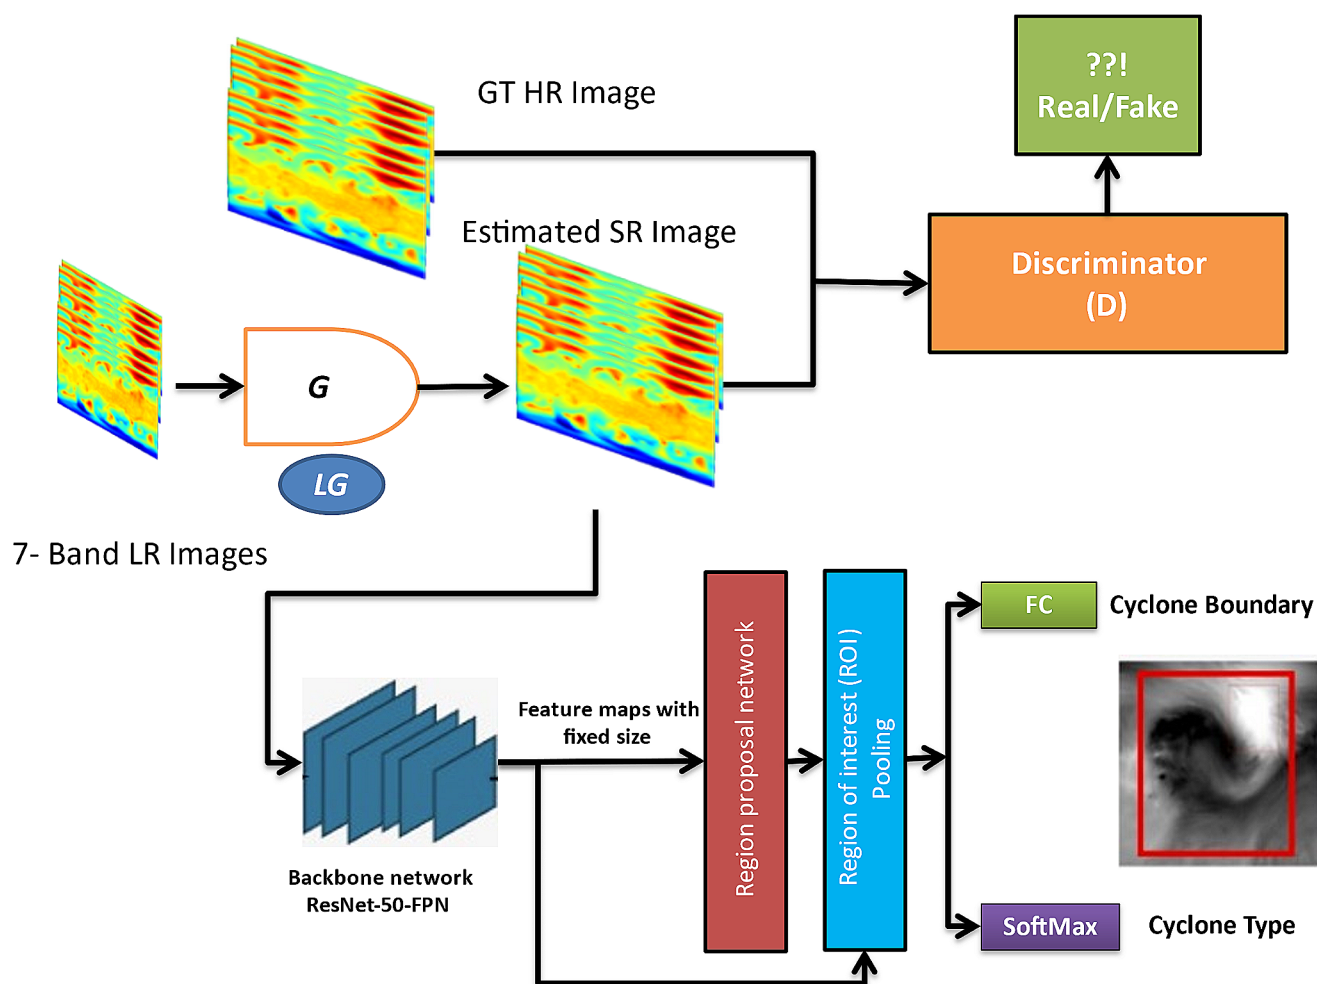 GT HR Image
??!
Real/Fake
Estimated SR Image
Discriminator
(D)
G
LG
7- Band LR Images
Feature maps with
fixed size
Backbone network
ResNet-50-FPN
Region proposal network
Region of interest (ROI)
Pooling
FC
Cyclone Boundary
SoftMax
Cyclone Type